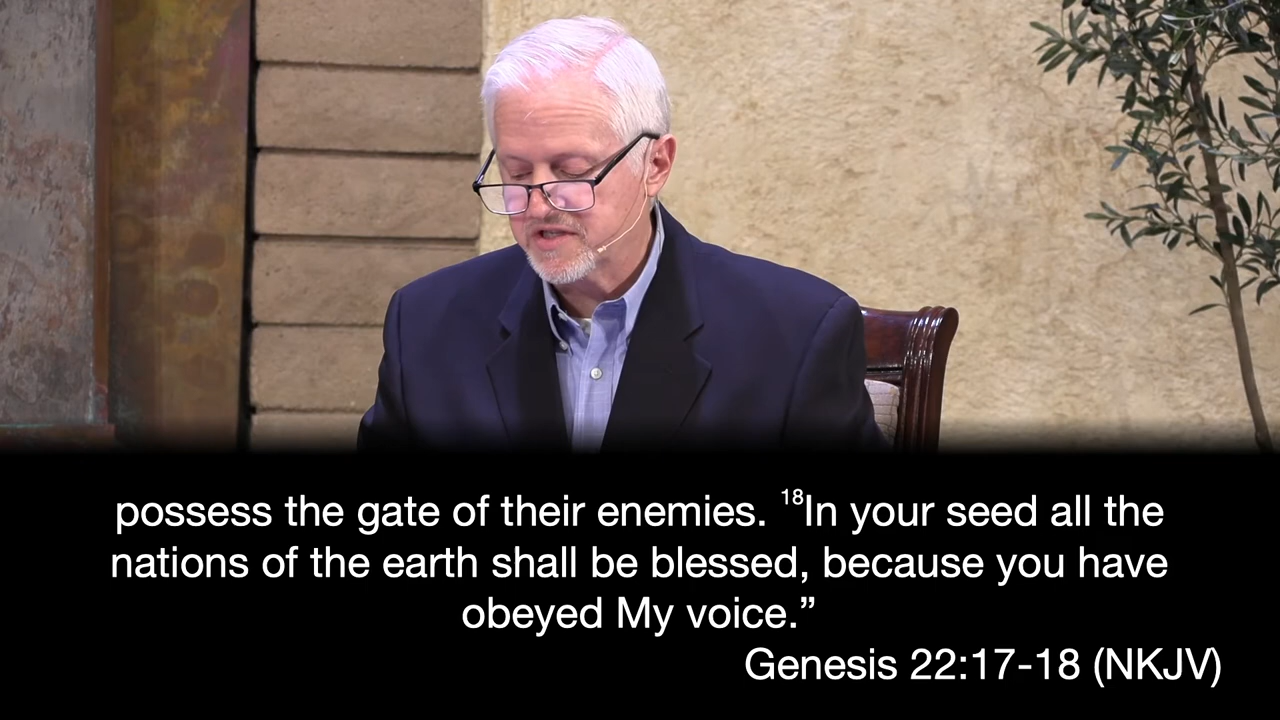 possess the gate of their enemies. ¹⁸In your seed all the
nations of the earth shall be blessed, because you have
obeyed My voice.”
Genesis 22:17-18 (NKJV)